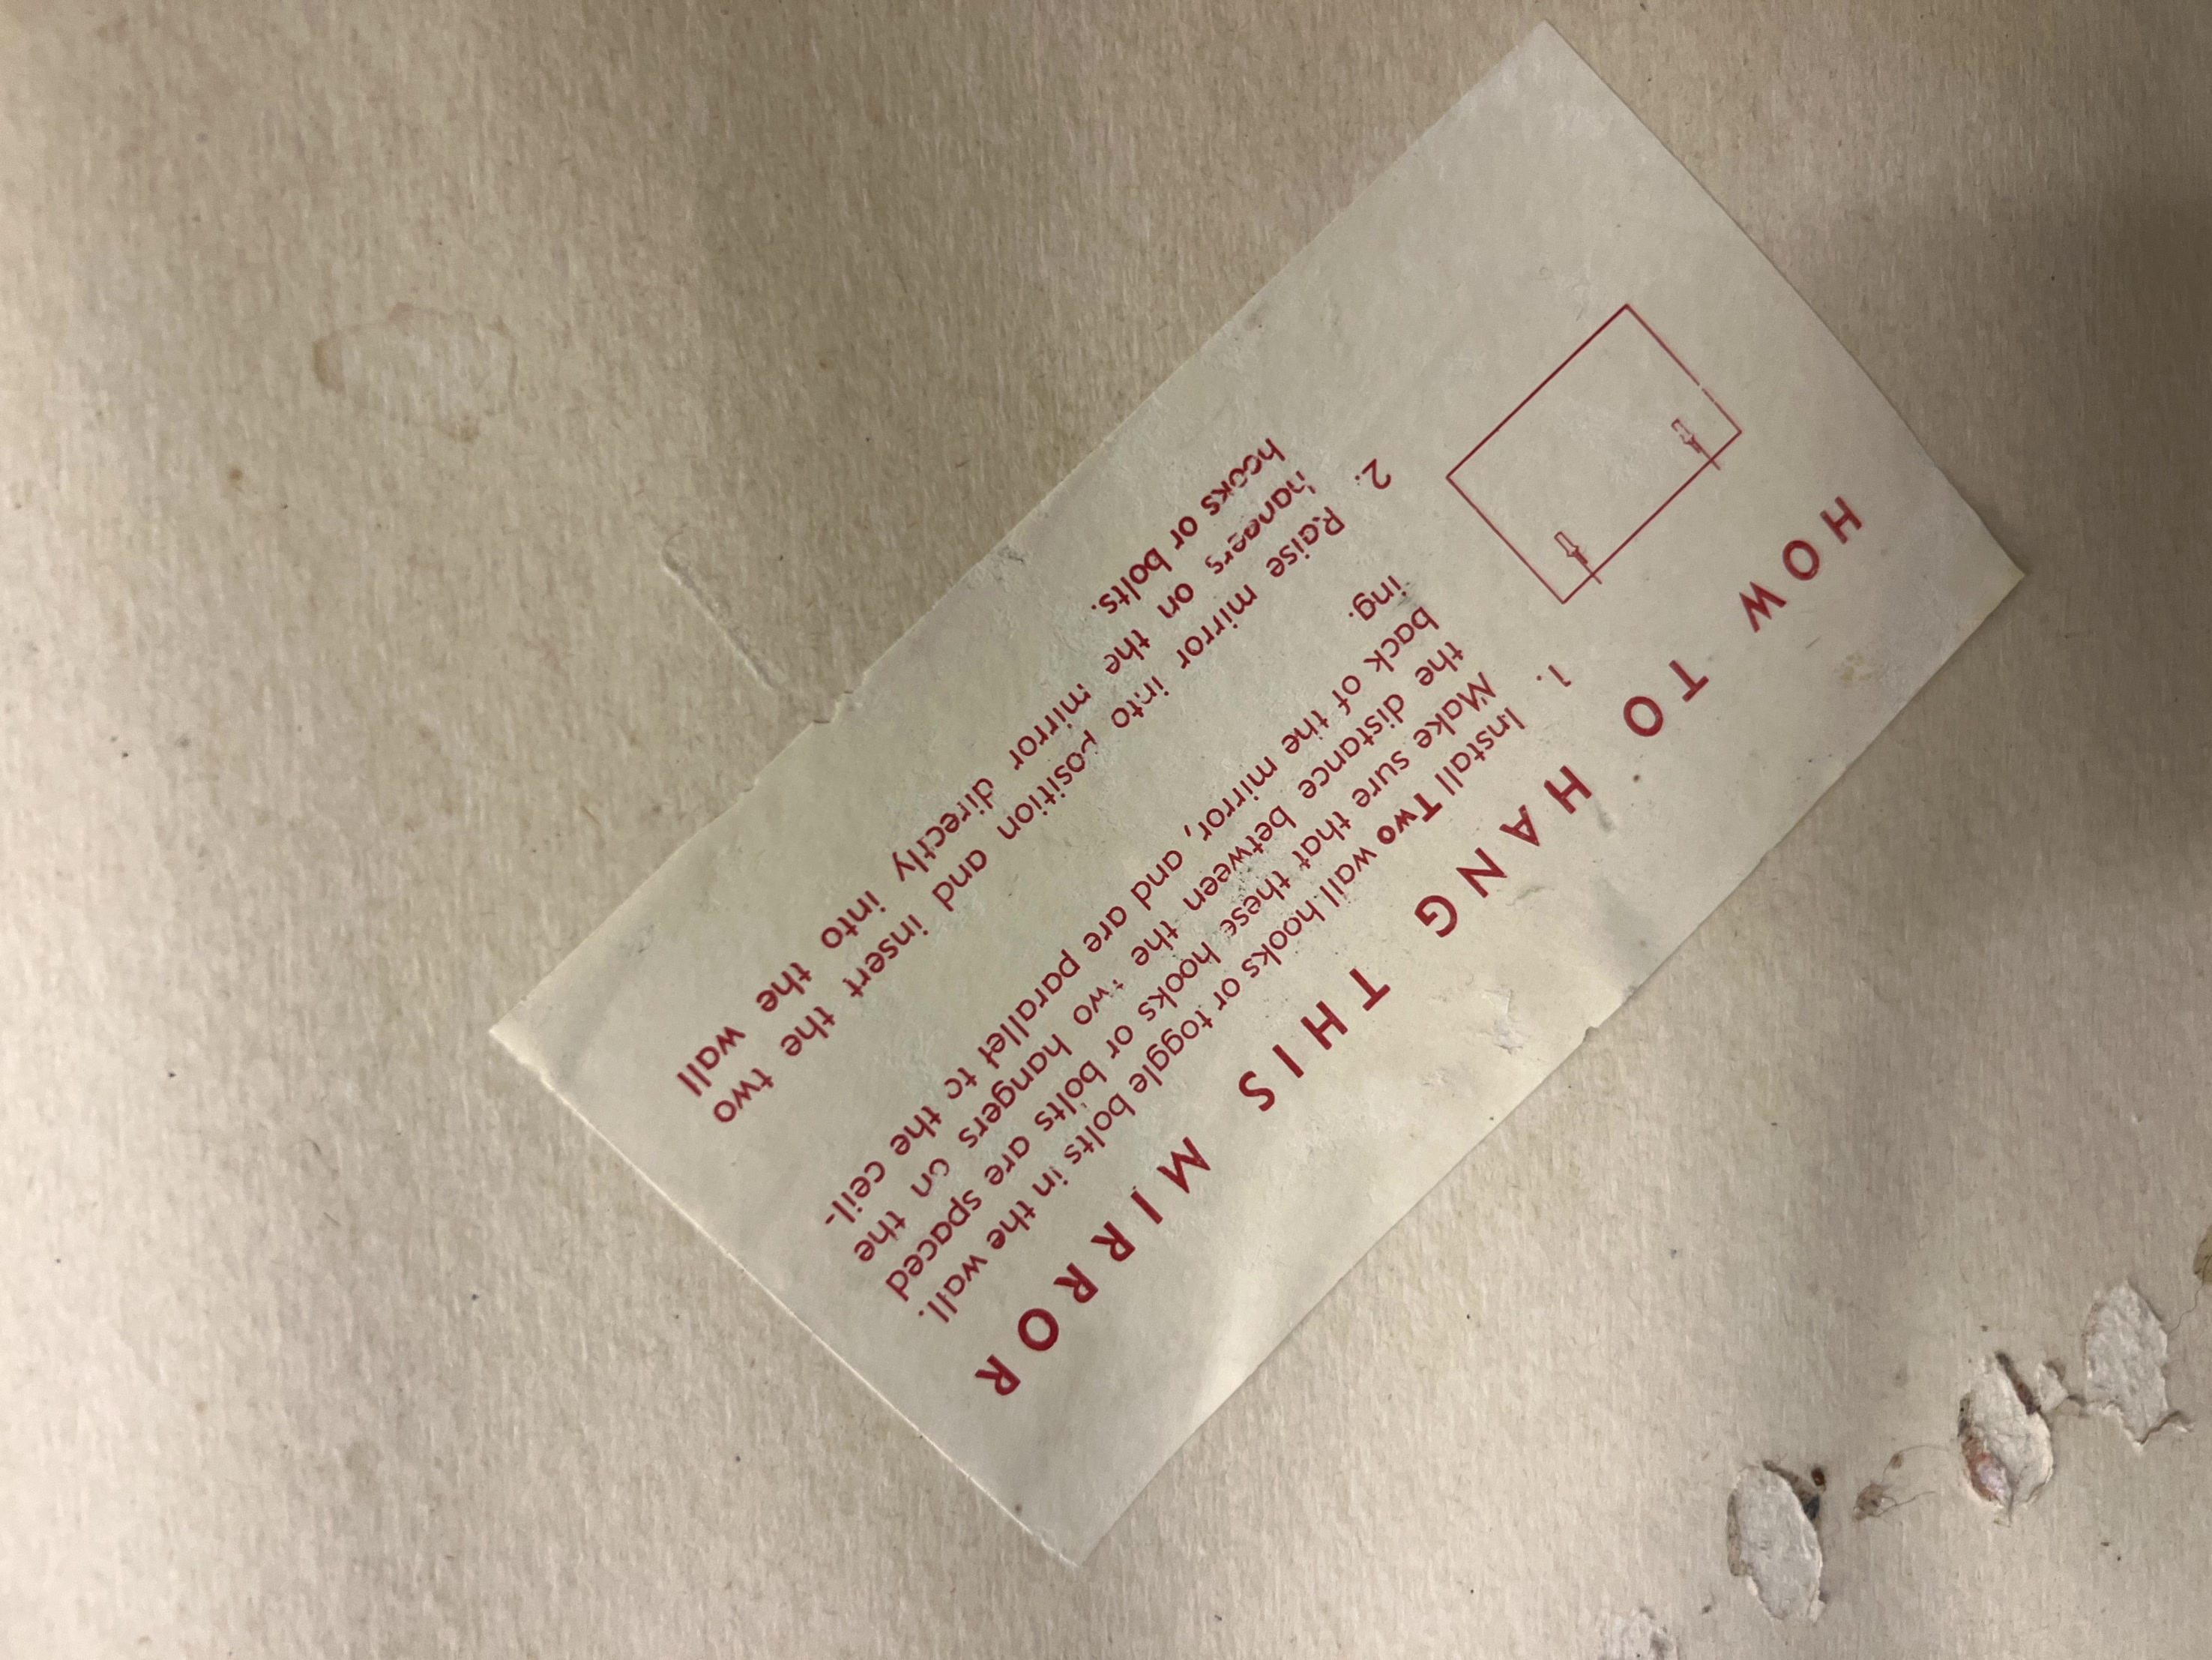 HOW TO HANG THIS MIRROR
1. Install Two wall hooks or toggle bolts in the wall.
Make sure that these hooks or bolts are spaced
the distance between the two hangers on the
back of the mirror, and are parallel to the ceil-
ing.
2. Raise mirror into position and insert the two
hangers on the mirror directly into the wall
hooks or bolts.